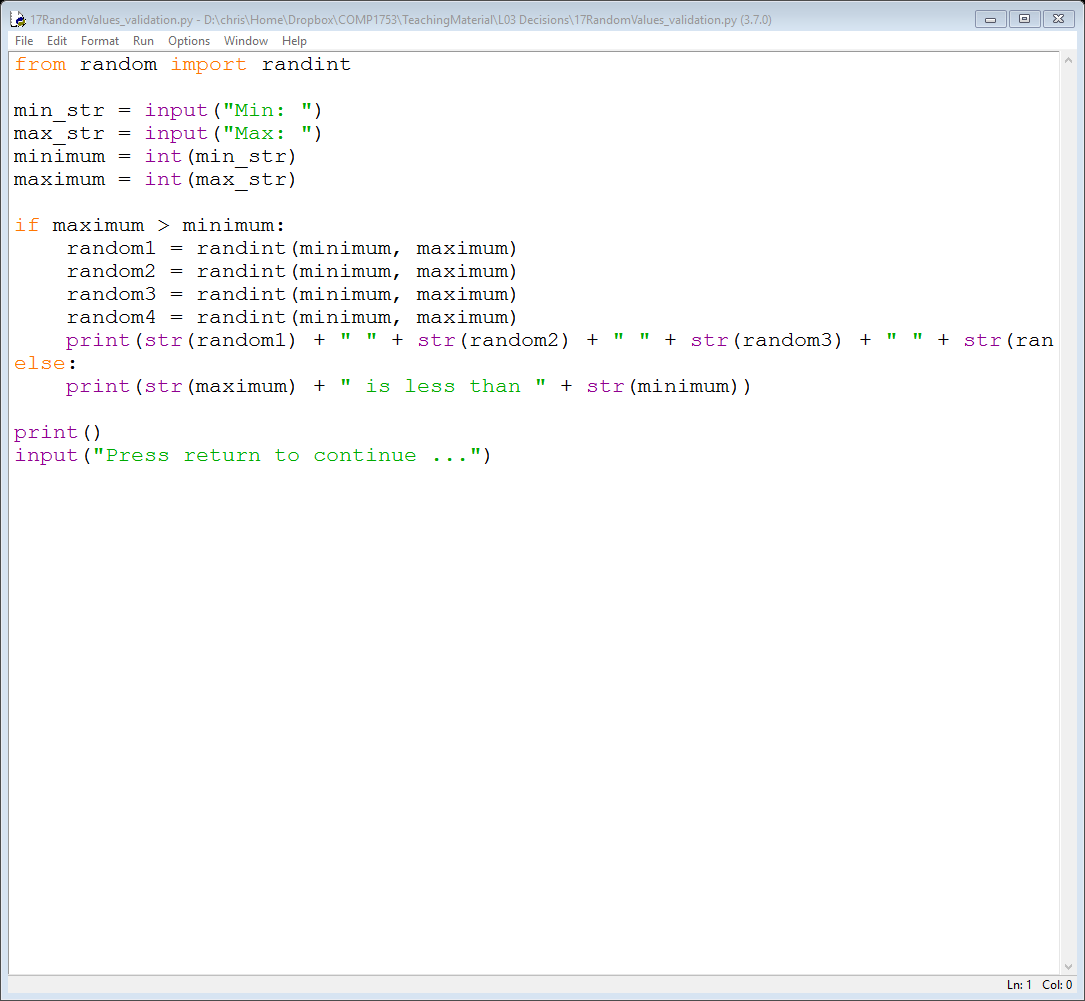 17RandomValues_validation.py - D:\chris\Home\Dropbox\COMP1753\TeachingMaterial\L03 Decisions\17RandomValues_validation.py (3.7.0)
File Edit Format Run Options Window Help
from random import randint

min_str = input("Min: ")
max_str = input("Max: ")
minimum = int(min_str)
maximum = int(max_str)

if maximum > minimum:
    random1 = randint(minimum, maximum)
    random2 = randint(minimum, maximum)
    random3 = randint(minimum, maximum)
    random4 = randint(minimum, maximum)
    print(str(random1) + " " + str(random2) + " " + str(random3) + " " + str(ran
else:
    print(str(maximum) + " is less than " + str(minimum))

print()
input("Press return to continue ...")
Ln: 1 Col: 0